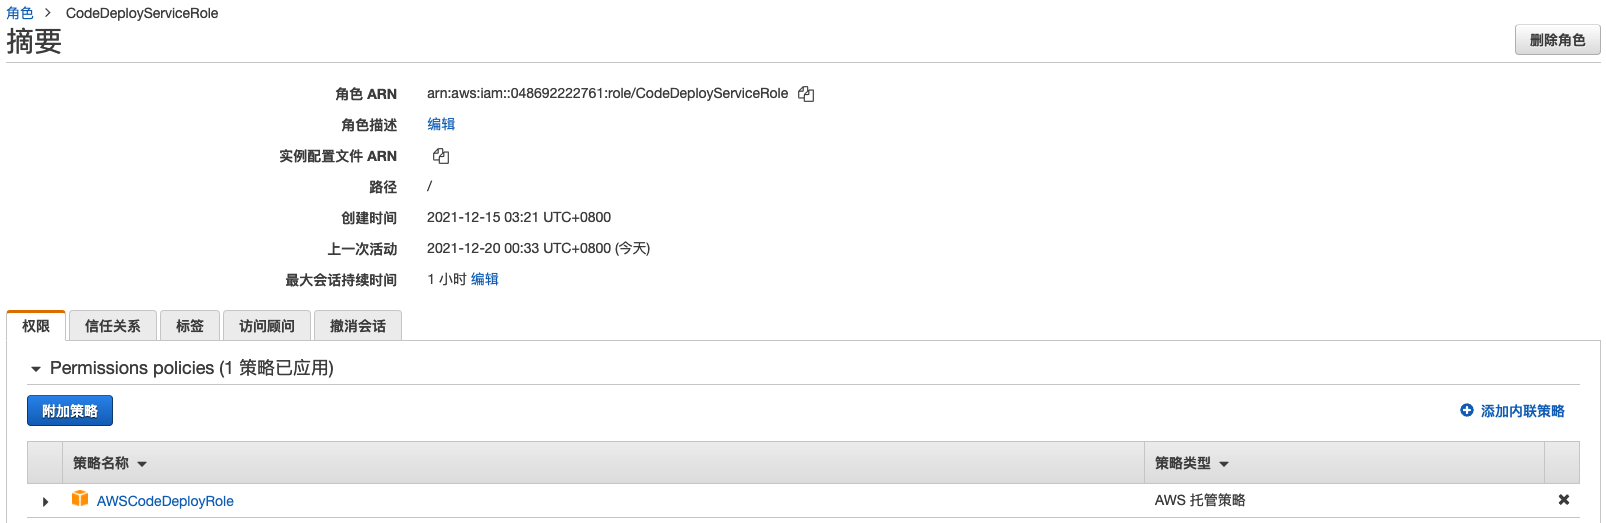 角色 > CodeDeployServiceRole
摘要
删除角色
角色 ARN arn:aws:iam::048692222761:role/CodeDeployServiceRole
角色描述 编辑
实例配置文件 ARN
路径 /
创建时间 2021-12-15 03:21 UTC+0800
上一次活动 2021-12-20 00:33 UTC+0800 (今天)
最大会话持续时间 1 小时 编辑
权限 信任关系 标签 访问顾问 撤消会话
Permissions policies (1 策略已应用)
附加策略 添加内联策略
策略名称 策略类型
AWSCodeDeployRole AWS 托管策略